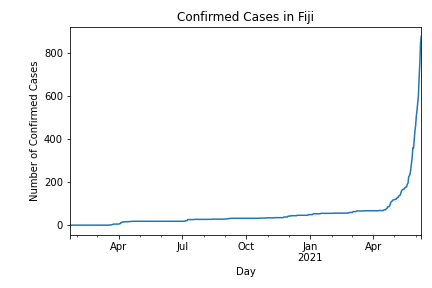 Confirmed Cases in Fiji
Number of Confirmed Cases
800
600
400
200
0
Apr
Jul
Oct
Jan
2021
Apr
Day